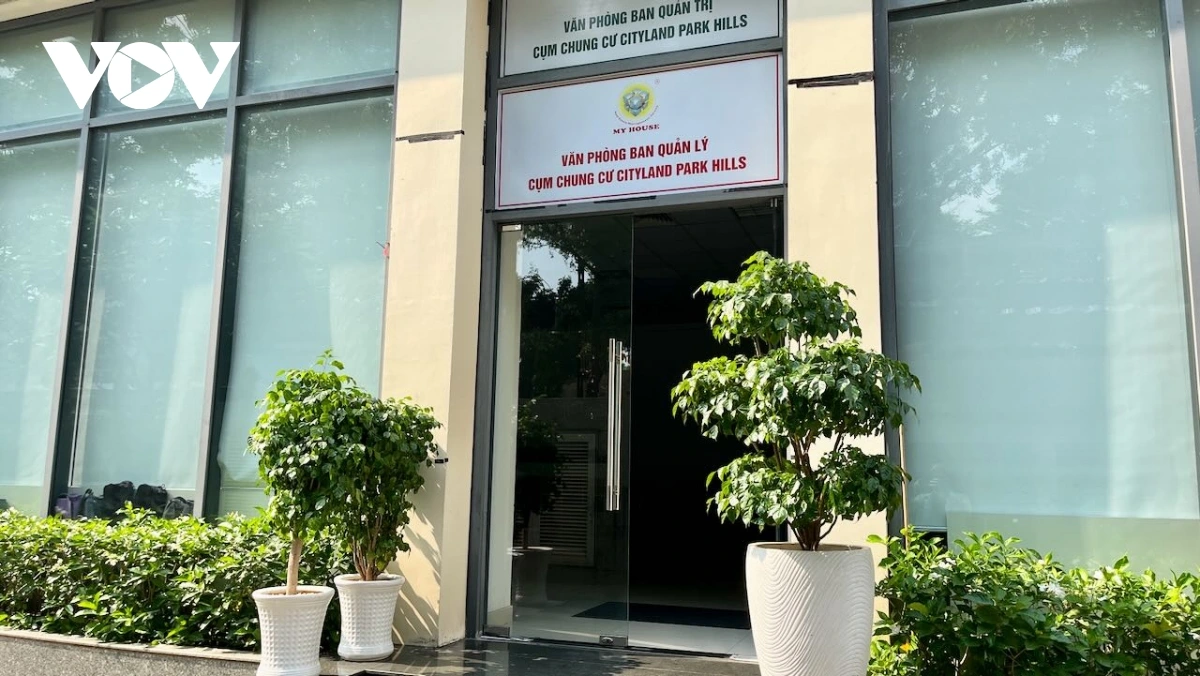 VOV
VĂN PHÒNG BAN QUẢN TRỊ
CỤM CHUNG CƯ CITYLAND PARK HILLS
MY HOUSE
VĂN PHÒNG BAN QUẢN LÝ
CỤM CHUNG CƯ CITYLAND PARK HILLS